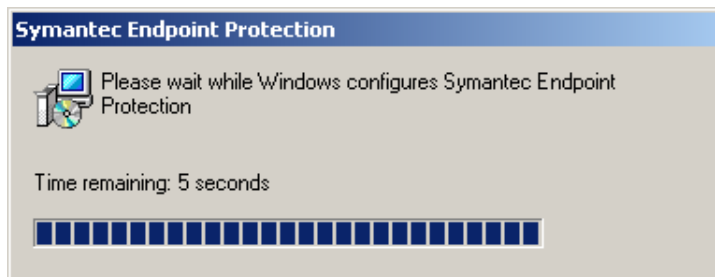 Symantec Endpoint Protection
Please wait while Windows configures Symantec Endpoint
Protection
Time remaining: 5 seconds